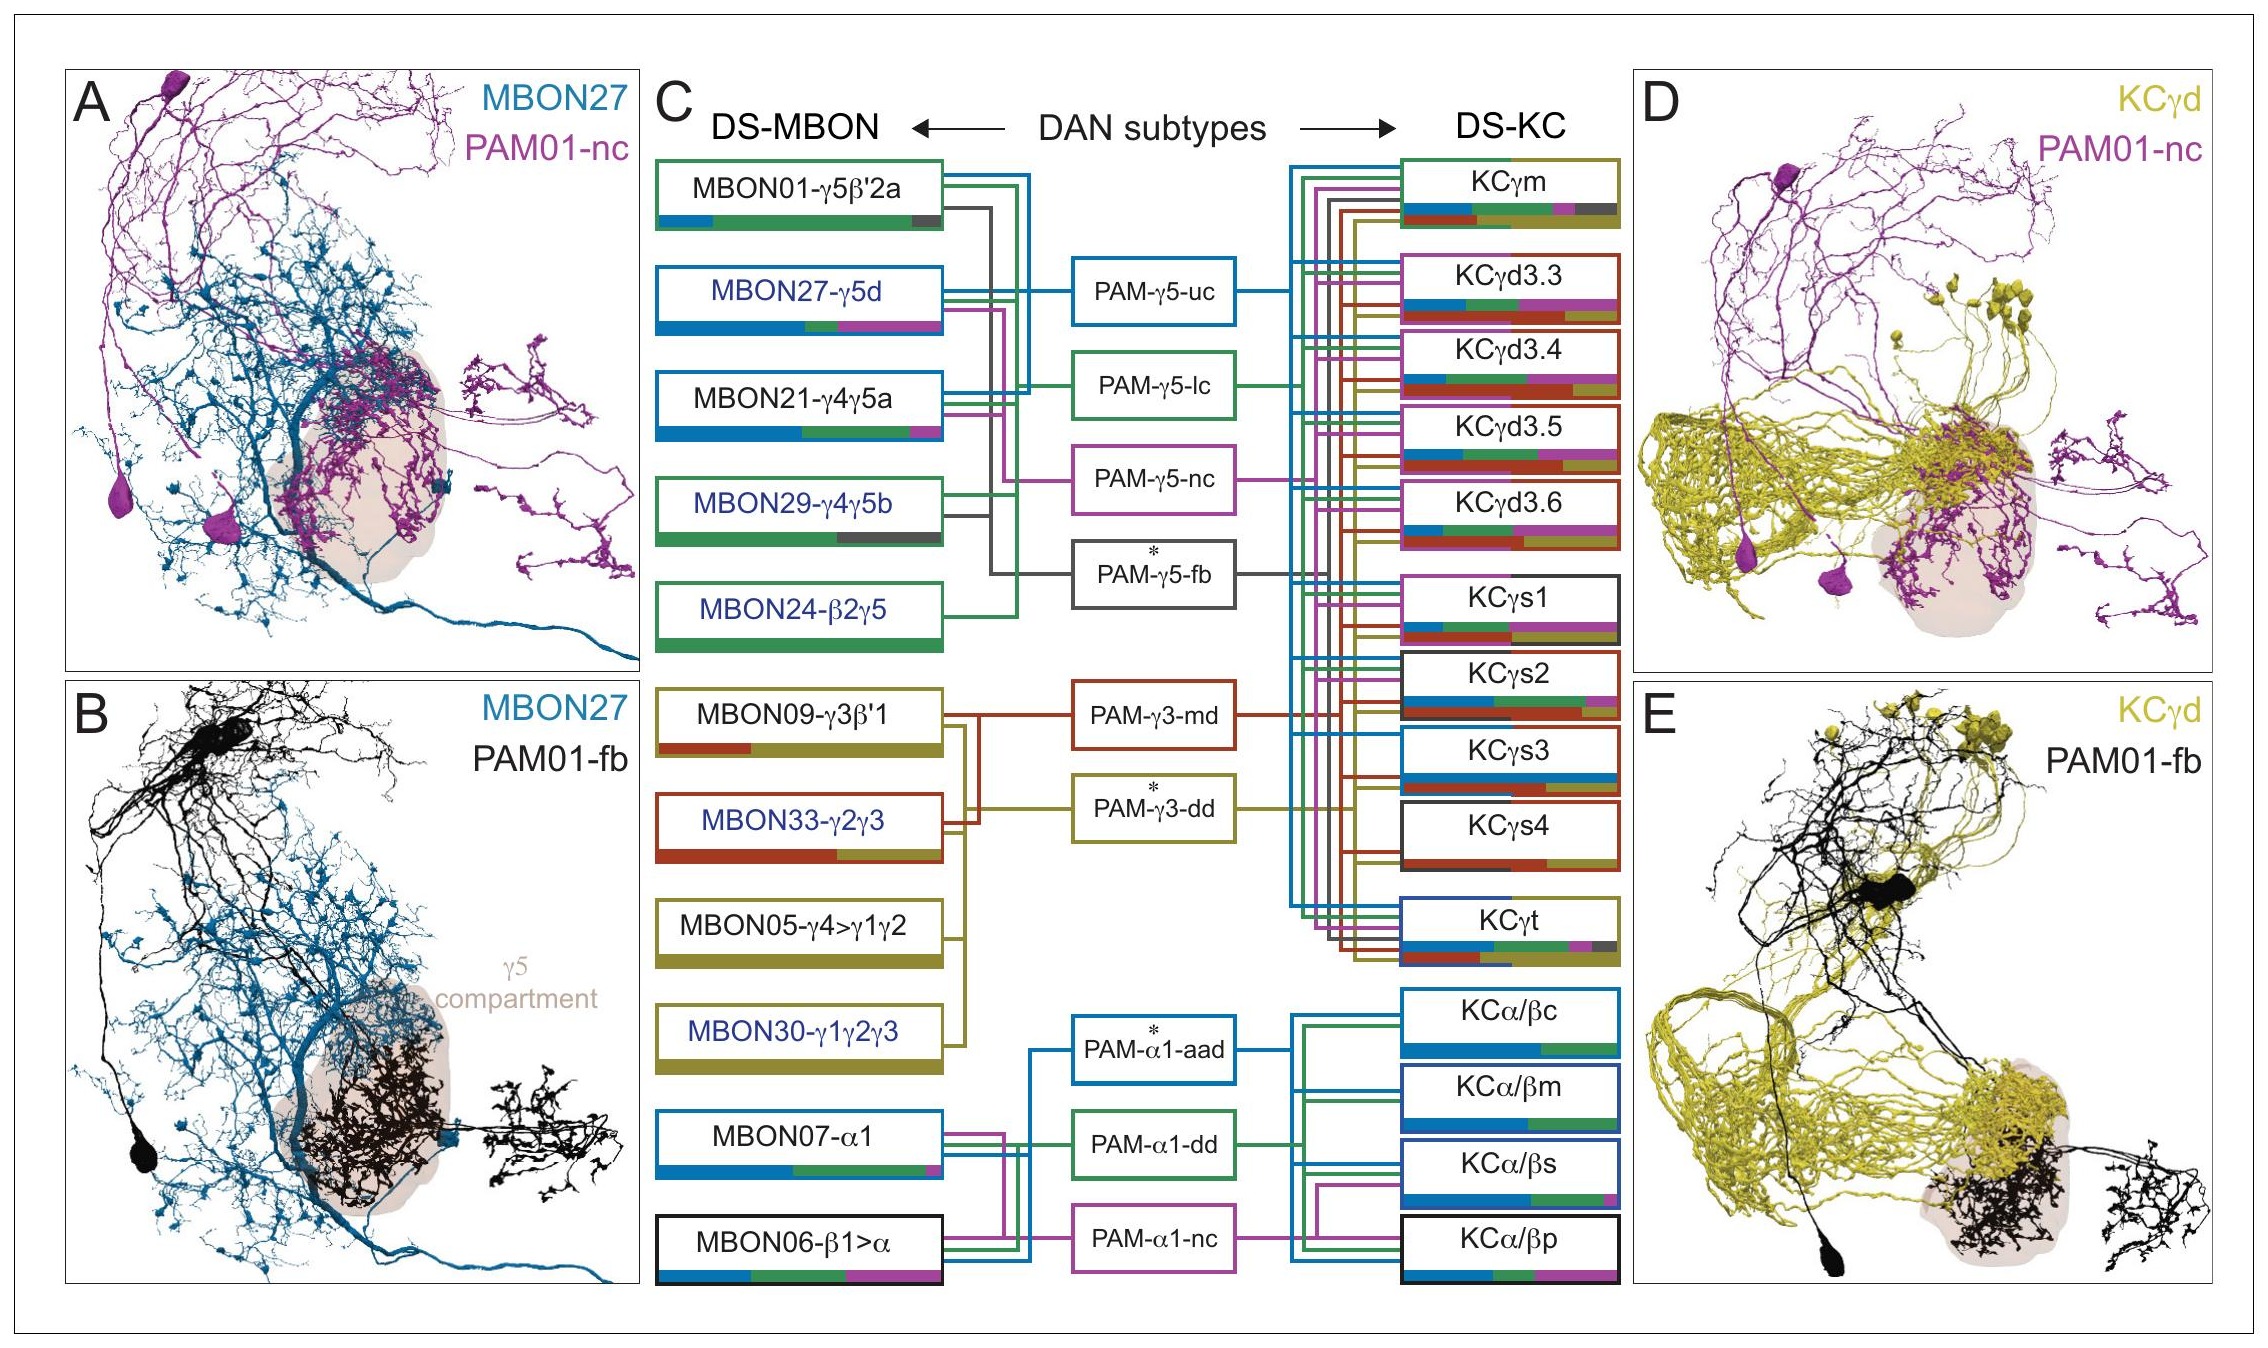 A
MBON27
PAM01-nc
B
MBON27
PAM01-fb
γ5
compartment
C
DS-MBON
DAN subtypes
DS-KC
MBON01-γ5β'2a
MBON27-γ5d
MBON21-γ4γ5a
MBON29-γ4γ5b
MBON24-β2γ5
MBON09-γ3β'1
MBON33-γ2γ3
MBON05-γ4>γ1γ2
MBON30-γ1γ2γ3
MBON07-α1
MBON06-β1>α
PAM-γ5-uc
PAM-γ5-lc
PAM-γ5-nc
*
PAM-γ5-fb
PAM-γ3-md
*
PAM-γ3-dd
*
PAM-α1-aad
PAM-α1-dd
PAM-α1-nc
KCγm
KCγd3.3
KCγd3.4
KCγd3.5
KCγd3.6
KCγs1
KCγs2
KCγs3
KCγs4
KCγt
KCα/βc
KCα/βm
KCα/βs
KCα/βp
D
KCγd
PAM01-nc
E
KCγd
PAM01-fb